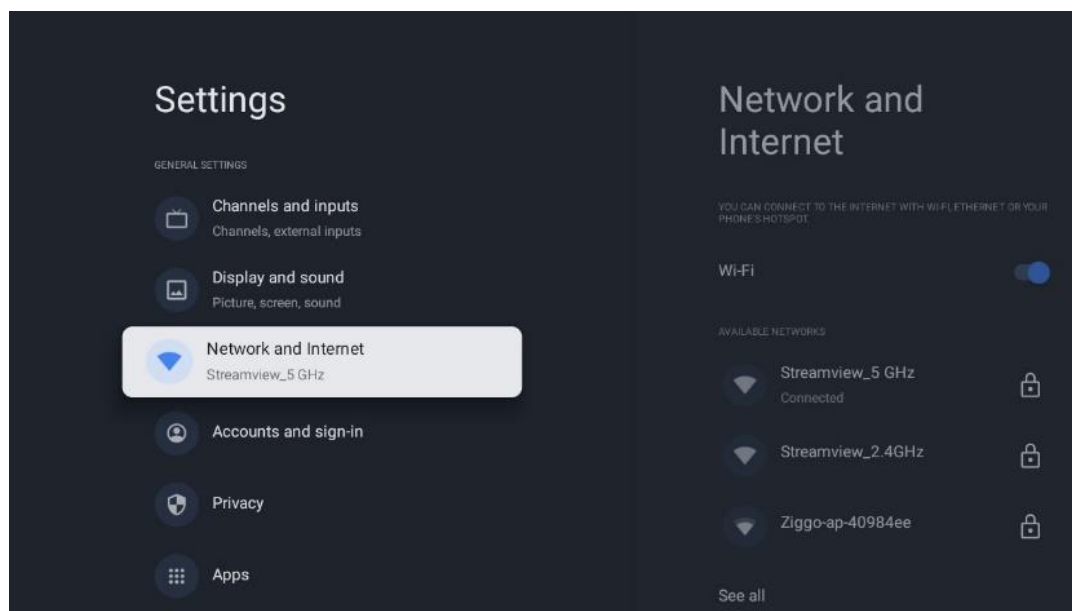 Settings
GENERAL SETTINGS
Channels and inputs
Channels, external inputs
Display and sound
Picture, screen, sound
Network and Internet
Streamview_5 GHz
Accounts and sign-in
Privacy
Apps
Network and
Internet
YOU CAN CONNECT TO THE INTERNET WITH WI-FI, ETHERNET OR YOUR
PHONE'S HOTSPOT.
Wi-Fi
AVAILABLE NETWORKS
Streamview_5 GHz
Connected
Streamview_2.4GHz
Ziggo-ap-40984ee
See all